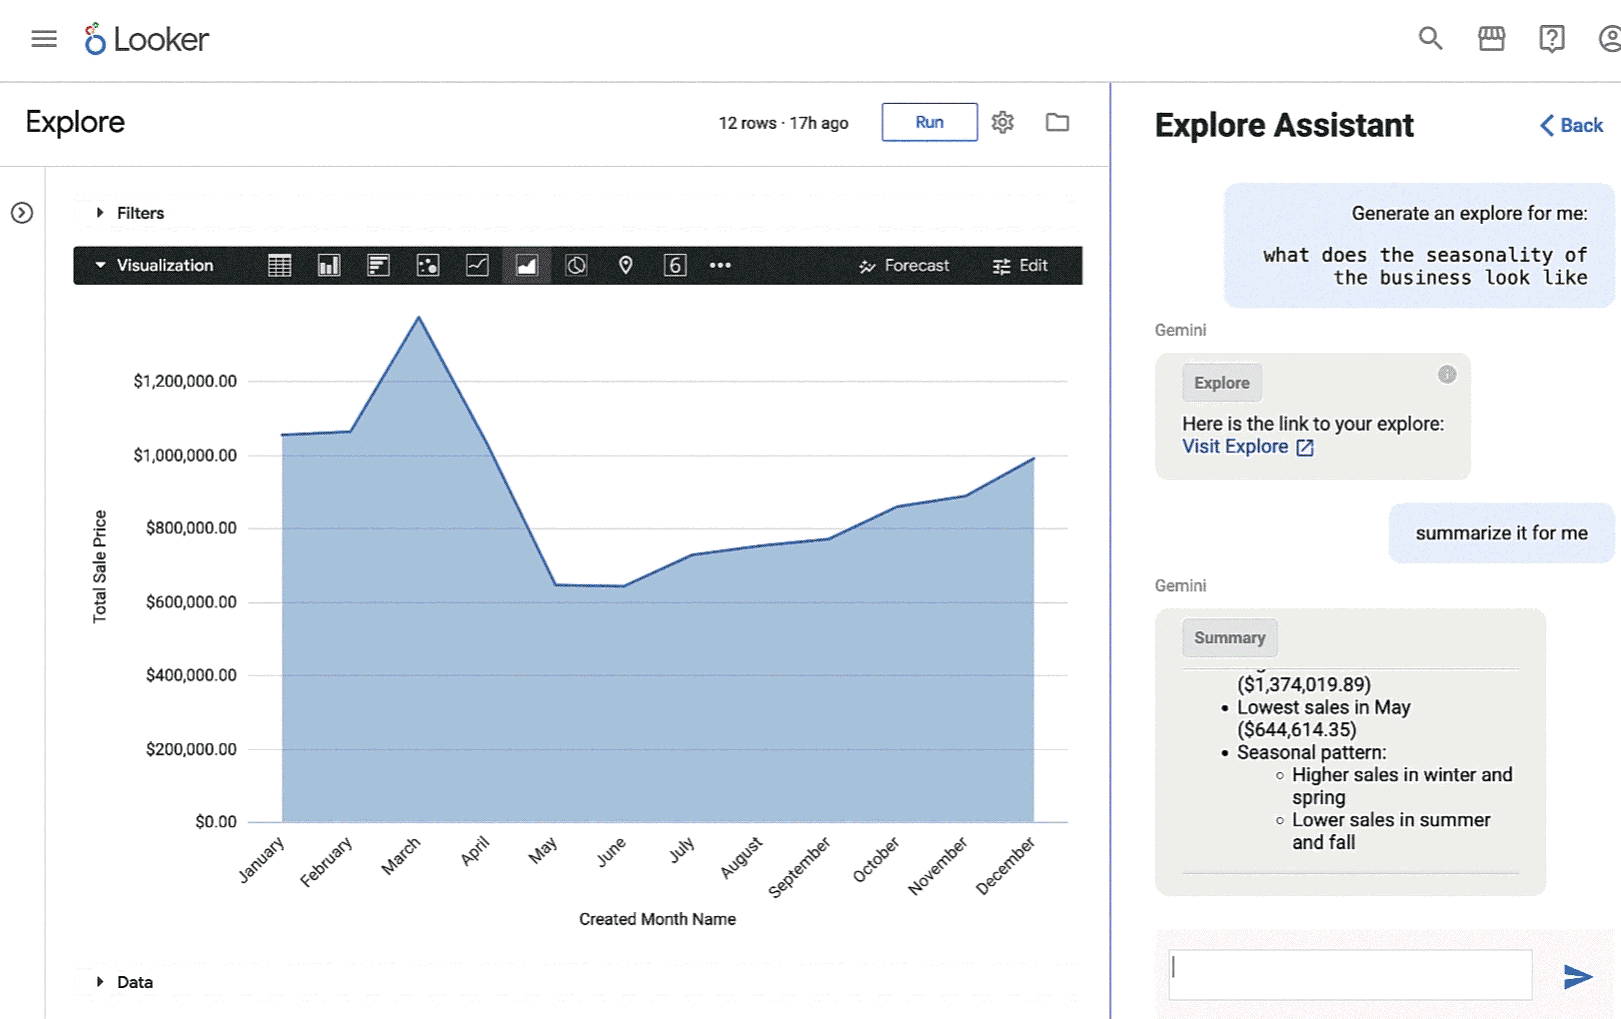 Looker
Explore
12 rows · 17h ago
Run
Filters
Visualization
6
Forecast
Edit
$1,200,000.00
$1,000,000.00
$800,000.00
$600,000.00
$400,000.00
$200,000.00
$0.00
Total Sale Price
January
February
March
April
May
June
July
August
September
October
November
December
Created Month Name
Data
Explore Assistant
Back
Generate an explore for me:
what does the seasonality of
the business look like
Gemini
Explore
Here is the link to your explore:
Visit Explore
summarize it for me
Gemini
Summary
($1,374,019.89)
• Lowest sales in May
($644,614.35)
• Seasonal pattern:
○ Higher sales in winter and
spring
○ Lower sales in summer
and fall